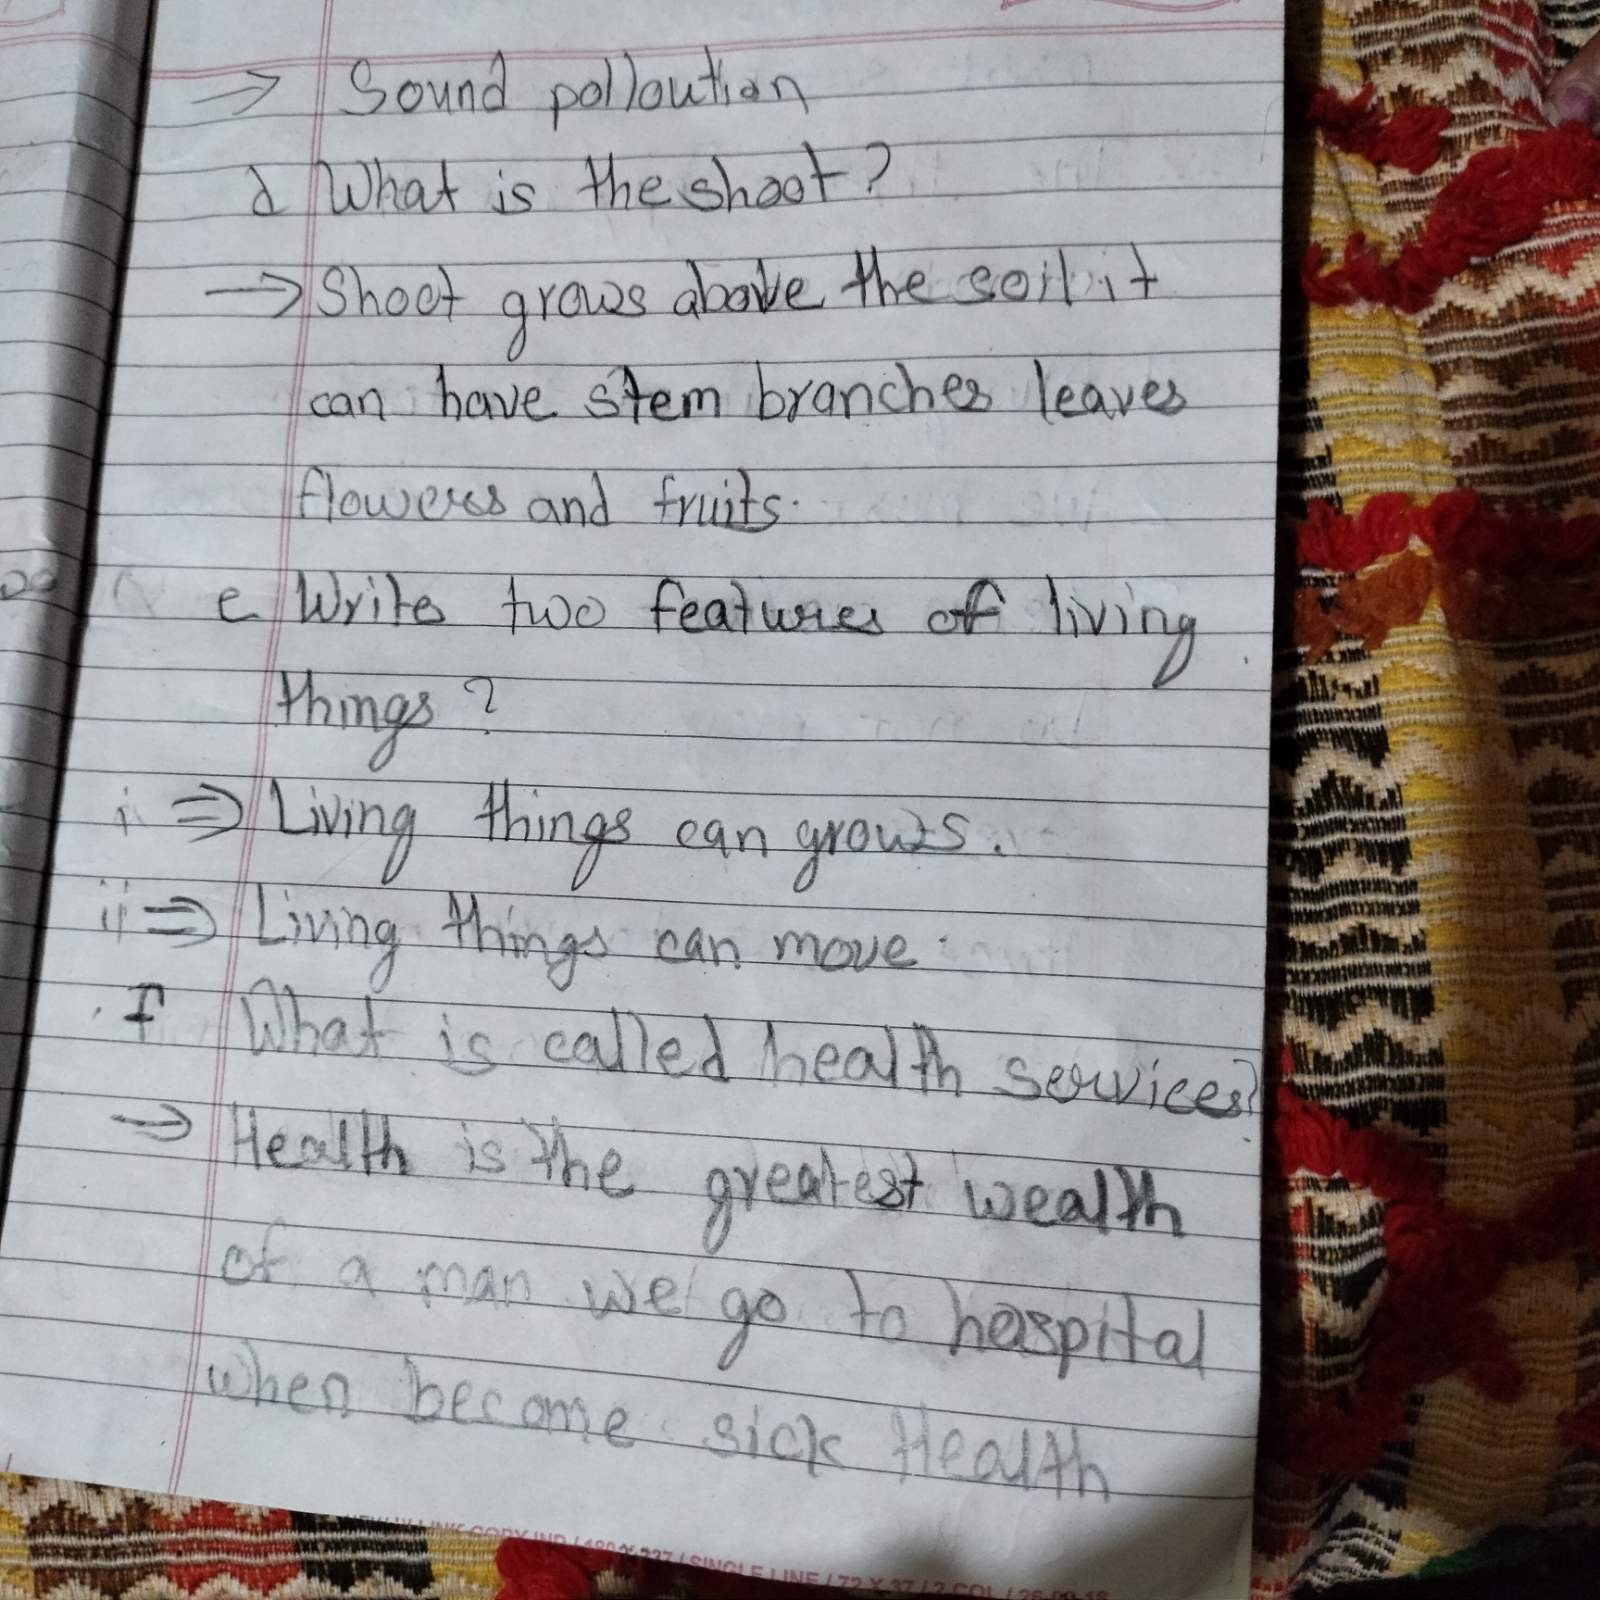 ⇒ Sound polloution
d What is the shoot?
→ Shoot grows above the soil it
can have stem branches leaves
flowers and fruits.
e Write two features of living
things?
i ⇒ Living things can grows.
ii ⇒ Living things can move.
f What is called health services?
→ Health is the greatest wealth
of a man we go to hospital
when become sick Health
LINK COPY IND / 180 X 237 / SINGLE LINE / 72 X 37 / 2 COL /